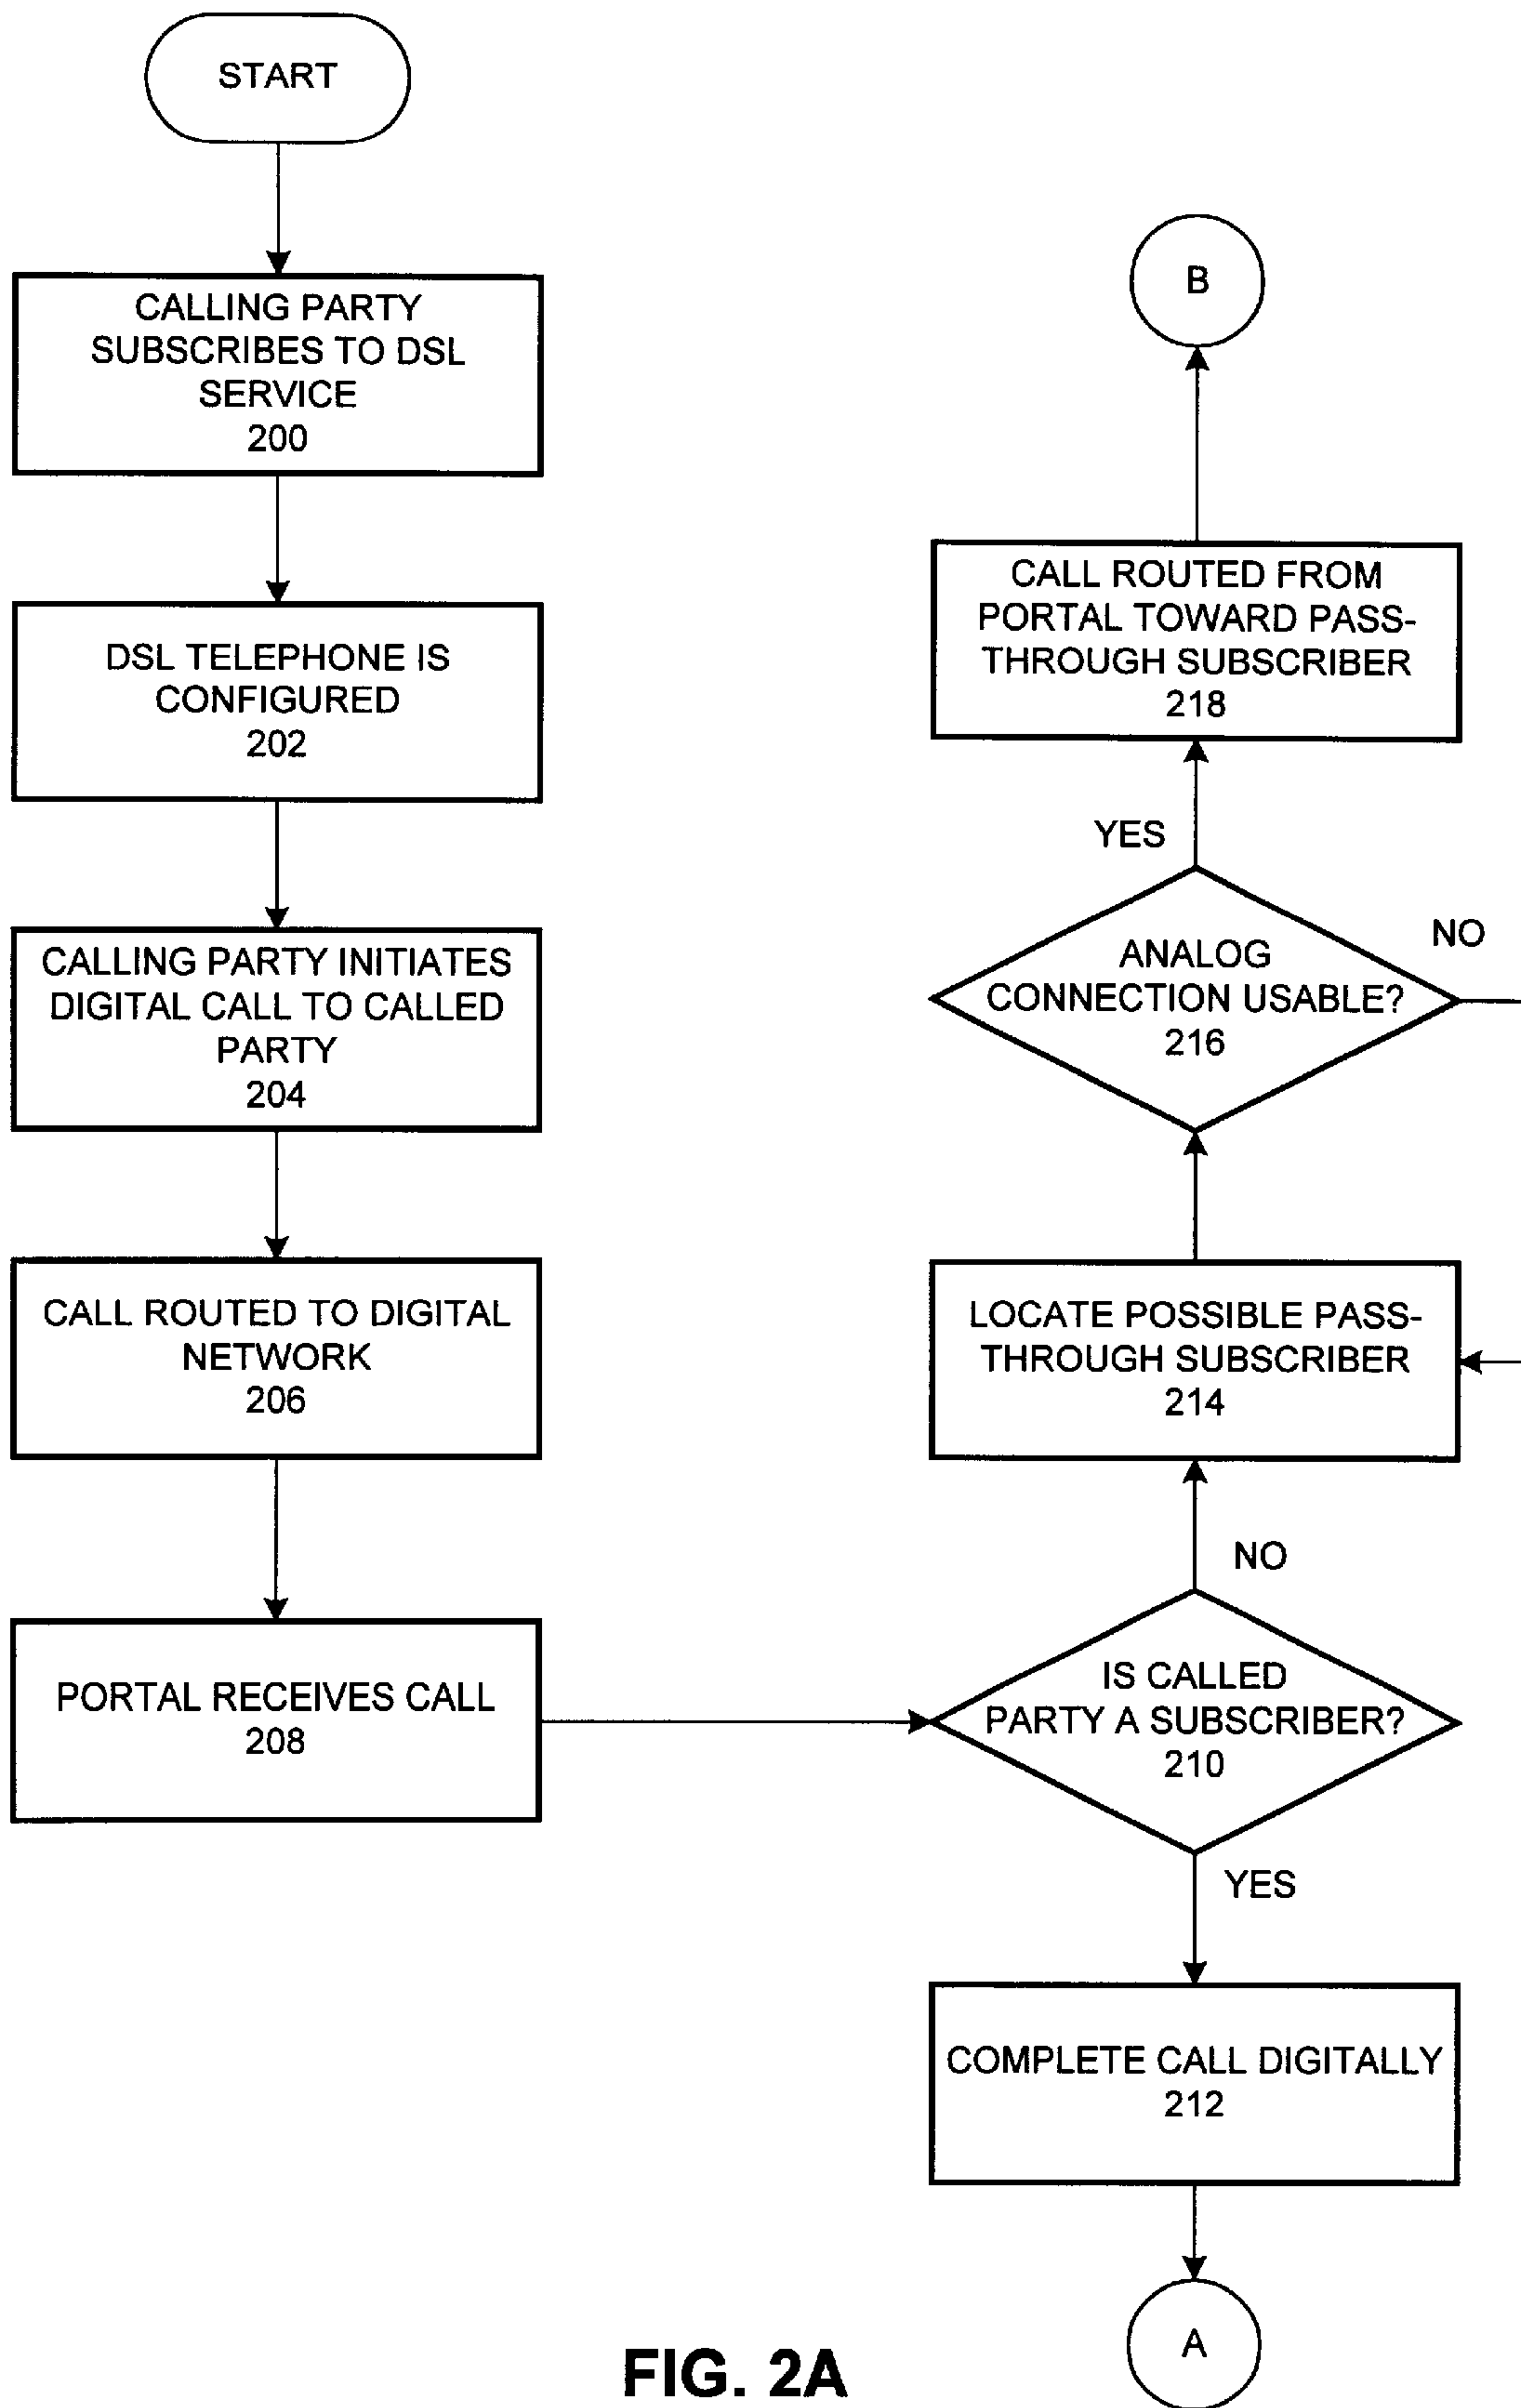 START
CALLING PARTY
SUBSCRIBES TO DSL
SERVICE
200
DSL TELEPHONE IS
CONFIGURED
202
CALLING PARTY INITIATES
DIGITAL CALL TO CALLED
PARTY
204
CALL ROUTED TO DIGITAL
NETWORK
206
PORTAL RECEIVES CALL
208
B
CALL ROUTED FROM
PORTAL TOWARD PASS-
THROUGH SUBSCRIBER
218
YES
NO
ANALOG
CONNECTION USABLE?
216
LOCATE POSSIBLE PASS-
THROUGH SUBSCRIBER
214
NO
IS CALLED
PARTY A SUBSCRIBER?
210
YES
COMPLETE CALL DIGITALLY
212
A
FIG. 2A